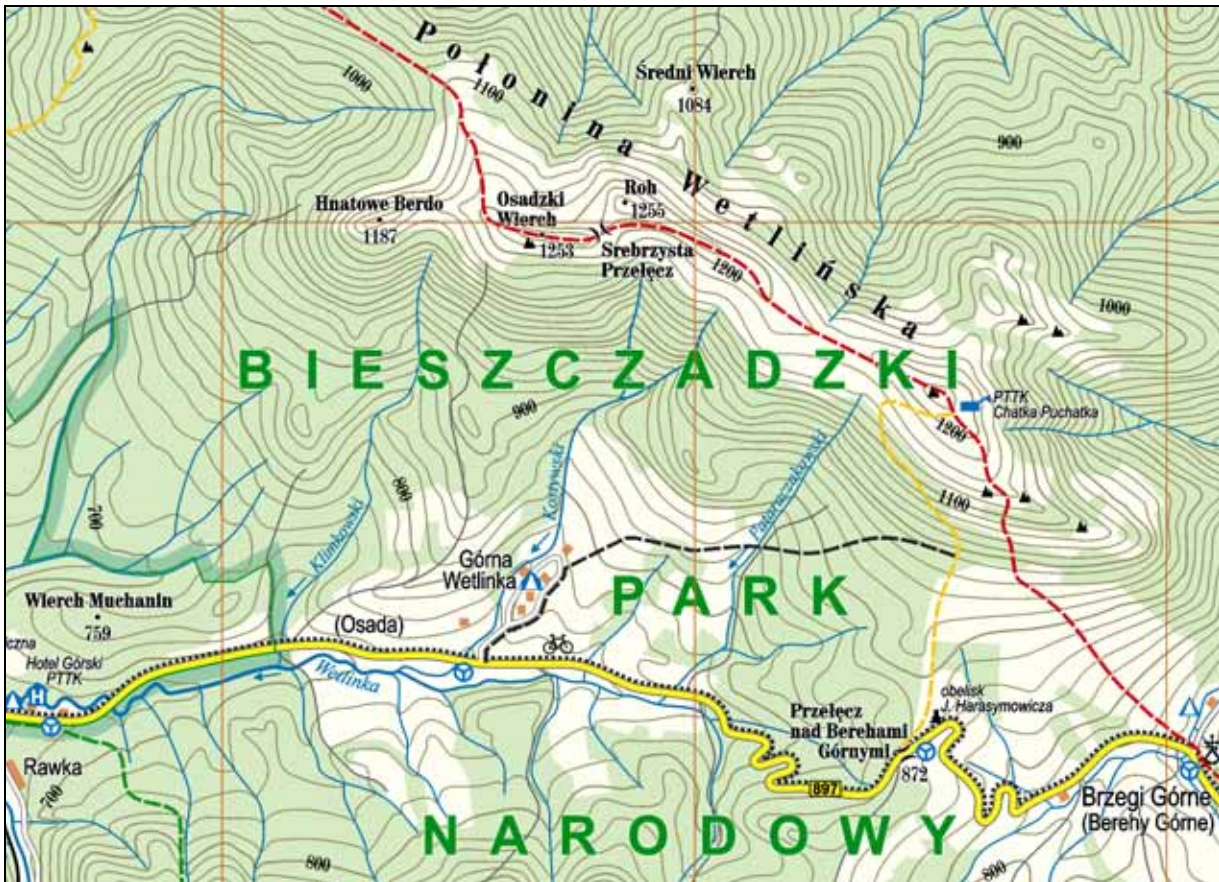 Połonina Wetlińska
1000
1100
Średni Wierch
1084
900
Hnatowe Berdo
1187
Osadzki
Wierch
1253
Roh
1255
Srebrzysta
Przełęcz
1200
1000
BIESZCZADZKI
PTTK
Chatka Puchatka
1200
900
800
700
1100
Klimkowski
Górna
Wetlinka
PARK
Wierch Muchanin
759
(Osada)
czna
Hotel Górski
PTTK
H
Wetlinka
obelisk
J. Harasymowicza
Przełęcz
nad Berehami
Górnymi
872
Rawka
700
897
Brzegi Górne
(Berehy Górne)
NARODOWY
800
800